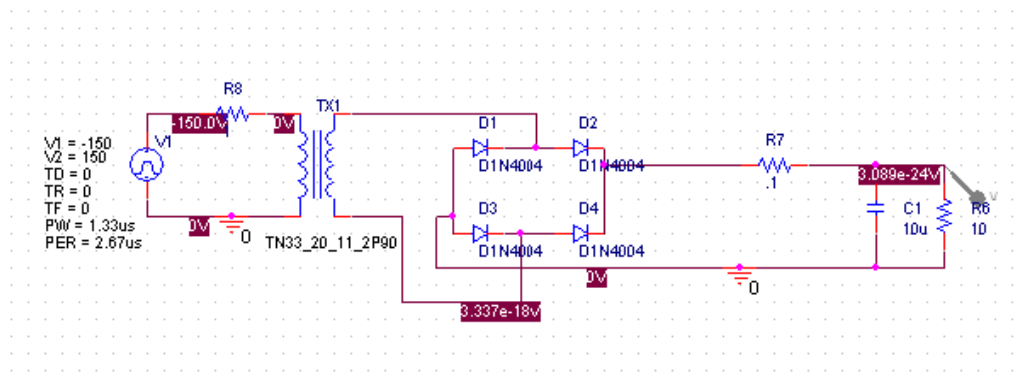 R8
TX1
-150.0V
0V
V1
V1 = -150
V2 = 150
TD = 0
TR = 0
TF = 0
PW = 1.33us
PER = 2.67us
0V
0
TN33_20_11_2P90
D1
D2
D1N4004
D1N4004
D3
D4
D1N4004
D1N4004
R7
.1
3.089e-24V
V
C1
10u
R6
10
0V
0
3.337e-18V